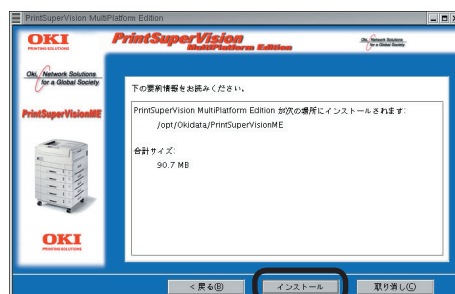 PrintSuperVision MultiPlatform Edition
OKI
PRINTING SOLUTIONS
PrintSuperVision
MultiPlatform Edition
Oki, Network Solutions
for a Global Society
Oki, Network Solutions
for a Global Society
PrintSuperVisionME
OKI
PRINTING SOLUTIONS
下の要約情報をお読みください。
PrintSuperVision MultiPlatform Edition が次の場所にインストールされます:
/opt/Okidata/PrintSuperVisionME
合計サイズ:
90.7 MB
< 戻る(B)
インストール
取り消し(C)